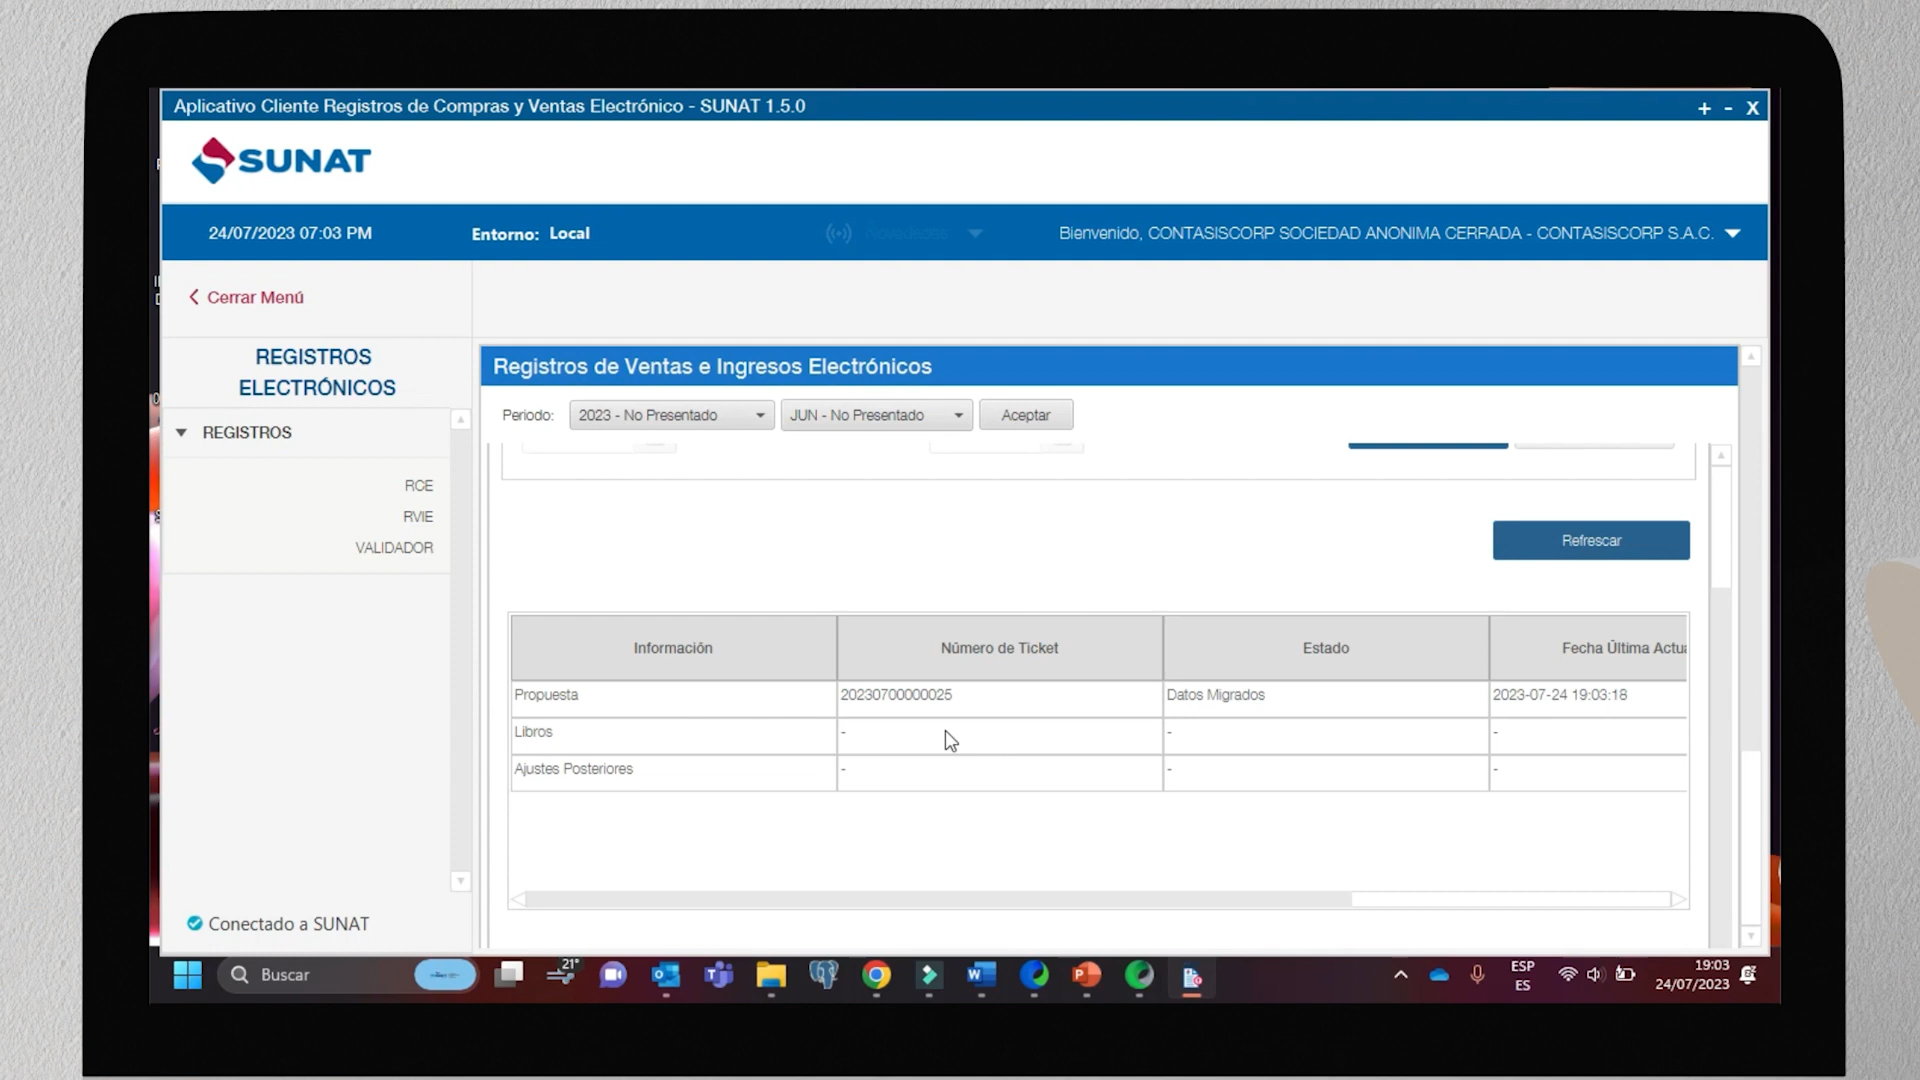 Aplicativo Cliente Registros de Compras y Ventas Electrónico - SUNAT 1.5.0
+ - X
SUNAT
24/07/2023 07:03 PM
Entorno: Local
Novedades
Bienvenido, CONTASISCORP SOCIEDAD ANONIMA CERRADA - CONTASISCORP S.A.C.
Cerrar Menú
REGISTROS
ELECTRÓNICOS
REGISTROS
RCE
RVIE
VALIDADOR
Conectado a SUNAT
Registros de Ventas e Ingresos Electrónicos
Periodo: 2023 - No Presentado JUN - No Presentado Aceptar
Refrescar
Información Número de Ticket Estado Fecha Última Actu
Propuesta 20230700000025 Datos Migrados 2023-07-24 19:03:18
Libros - - -
Ajustes Posteriores - - -
Buscar
21°
ESP
ES
19:03
24/07/2023